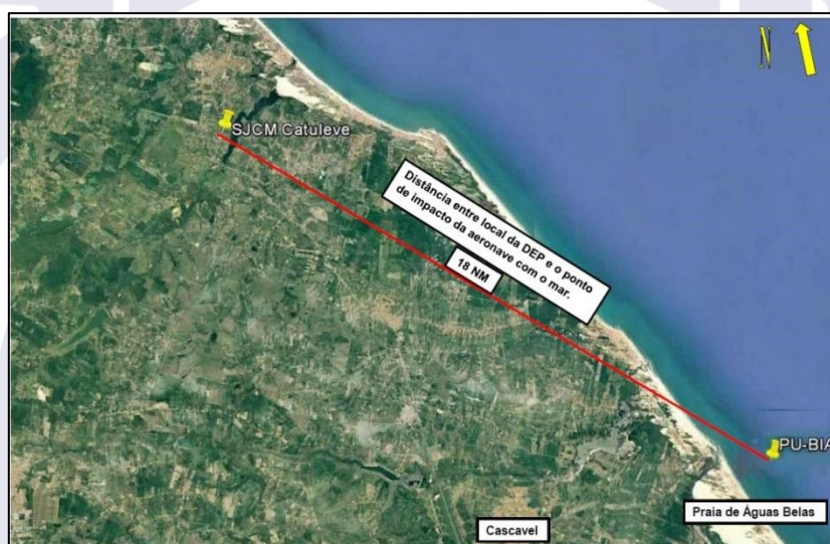 N
SJCM Catuleve
Distância entre local da DEP e o ponto
de impacto da aeronave com o mar.
18 NM
PU-BIA
Praia de Águas Belas
Cascavel